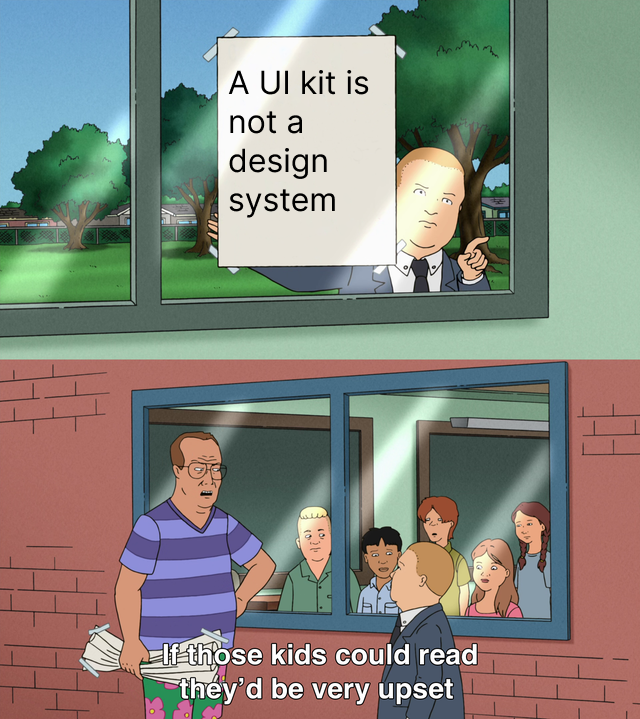 A UI kit is
not a
design
system
If those kids could read
they'd be very upset